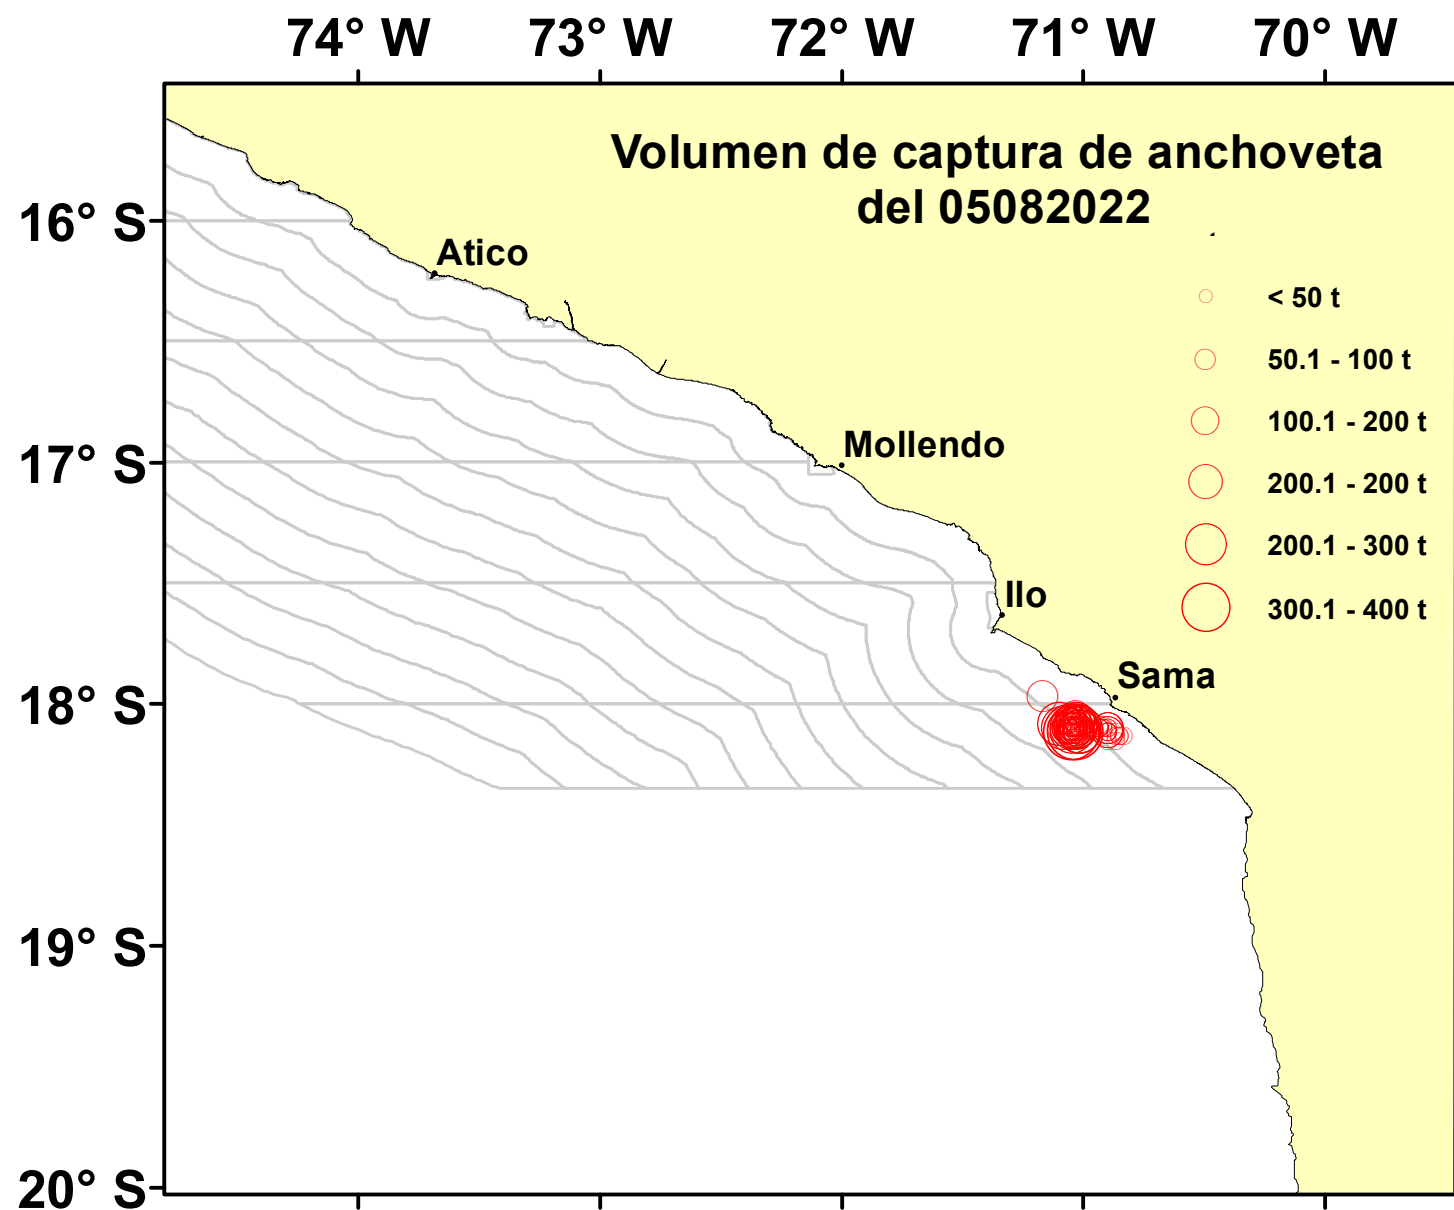 74° W 73° W 72° W 71° W 70° W
Volumen de captura de anchoveta
del 05082022
16° S
Atico
< 50 t
50.1 - 100 t
100.1 - 200 t
Mollendo
17° S
200.1 - 200 t
200.1 - 300 t
Ilo
300.1 - 400 t
Sama
18° S
19° S
20° S